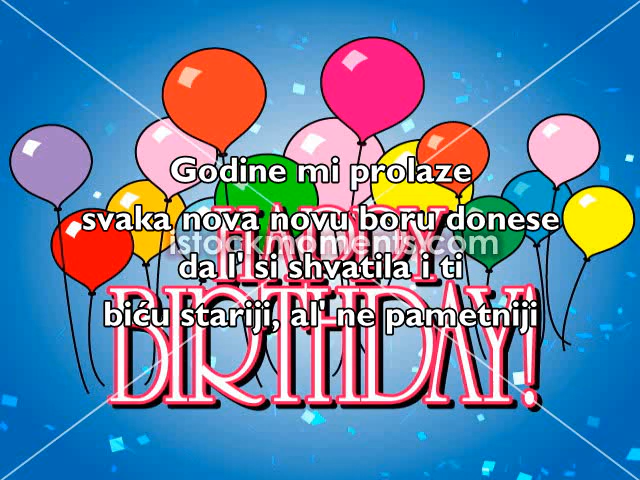 Godine mi prolaze
svaka nova novu boru donese
istockmoments.com
da l' si shvatila i ti
biću stariji, al' ne pametniji
HAPPY
BIRTHDAY!